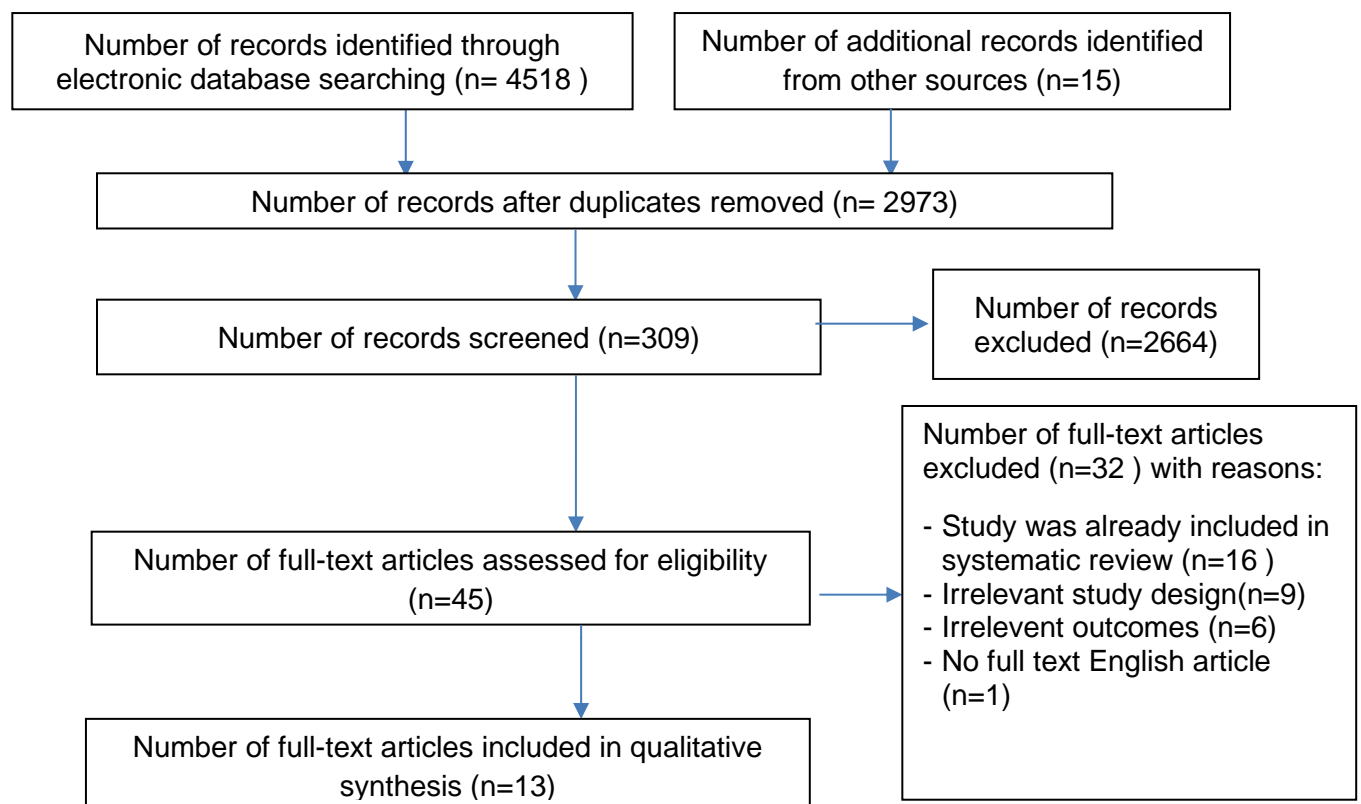 Number of records identified through
electronic database searching (n= 4518 )
Number of additional records identified
from other sources (n=15)
Number of records after duplicates removed (n= 2973)
Number of records screened (n=309)
Number of records
excluded (n=2664)
Number of full-text articles assessed for eligibility
(n=45)
Number of full-text articles
excluded (n=32 ) with reasons:
- Study was already included in
systematic review (n=16 )
- Irrelevant study design(n=9)
- Irrelevent outcomes (n=6)
- No full text English article
(n=1)
Number of full-text articles included in qualitative
synthesis (n=13)